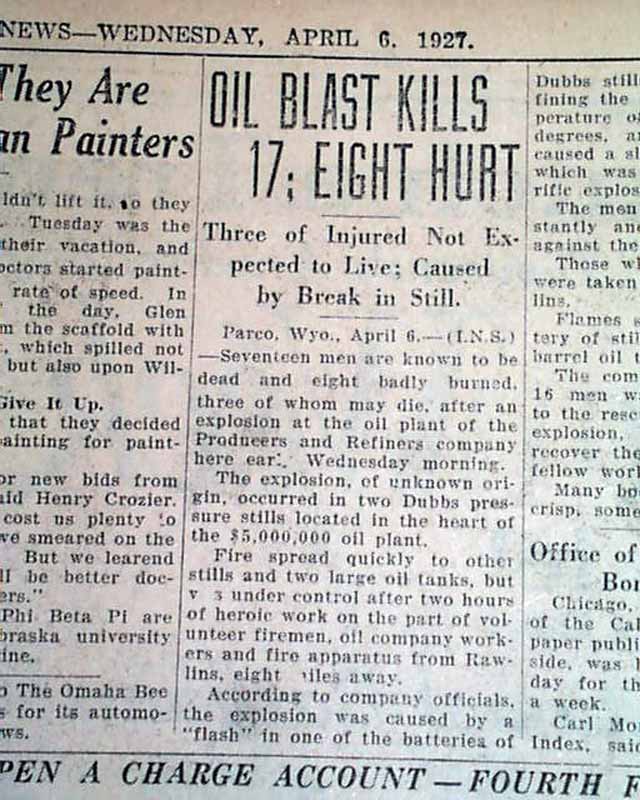 NEWS—WEDNESDAY, APRIL 6, 1927.
They Are
an Painters
ldn't lift it, so they
Tuesday was the
their vacation, and
octors started paint-
rate of speed. In
the day, Glen
m the scaffold with
, which spilled not
but also upon Wil-
Give It Up.
that they decided
ainting for paint-
or new bids from
aid Henry Crozier.
cost us plenty to
ve smeared on the
But we learend
ll be better doc-
ers."
Phi Beta Pi are
braska university
ine.
o The Omaha Bee
s for its automo-
ws.
OIL BLAST KILLS
17; EIGHT HURT
Three of Injured Not Ex-
pected to Live; Caused
by Break in Still.
Parco, Wyo., April 6.—(I.N.S.)
—Seventeen men are known to be
dead and eight badly burned,
three of whom may die, after an
explosion at the oil plant of the
Producers and Refiners company
here Wednesday morning.
The explosion, of unknown ori-
gin, occurred in two Dubbs pres-
sure stills located in the heart of
the $5,000,000 oil plant.
Fire spread quickly to other
stills and two large oil tanks, but
under control after two hours
of heroic work on the part of vol-
unteer firemen, oil company work-
ers and fire apparatus from Raw-
lins, eight iles away.
According to company officials,
the explosion was caused by a
"flash" in one of the batteries of
Dubbs still
fining the
perature of
degrees, a
caused a sl
which was
rific explos
The men
stantly an
against the
Those wh
were taken
lins.
Flames s
tery of stil
barrel oil t
The com
16 men w
to the resc
explosion,
recover the
fellow work
Many bo
crisp, some
Office of
Bo
Chicago,
of the Cal
paper publi
side, was
day for th
a week.
Carl Mo
Index, said
PEN A CHARGE ACCOUNT—FOURTH F